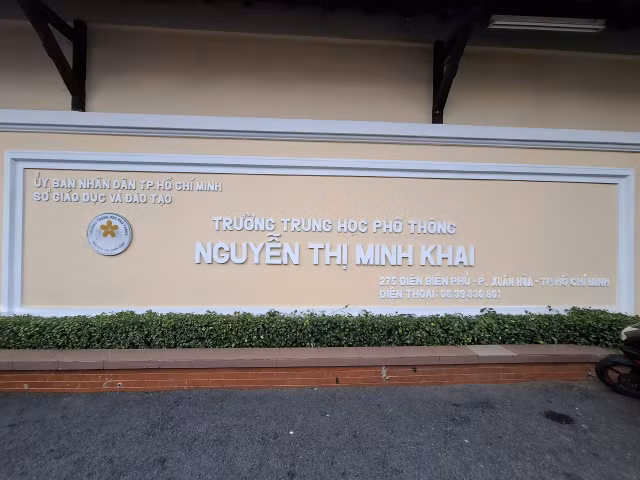 ỦY BAN NHÂN DÂN TP.HỒ CHÍ MINH
SỞ GIÁO DỤC VÀ ĐÀO TẠO
TRƯỜNG TRUNG HỌC PHỔ THÔNG
NGUYỄN THỊ MINH KHAI
275 ĐIỆN BIÊN PHỦ - P. XUÂN HÒA - TP.HỒ CHÍ MINH
ĐIỆN THOẠI: 08.39 330 801